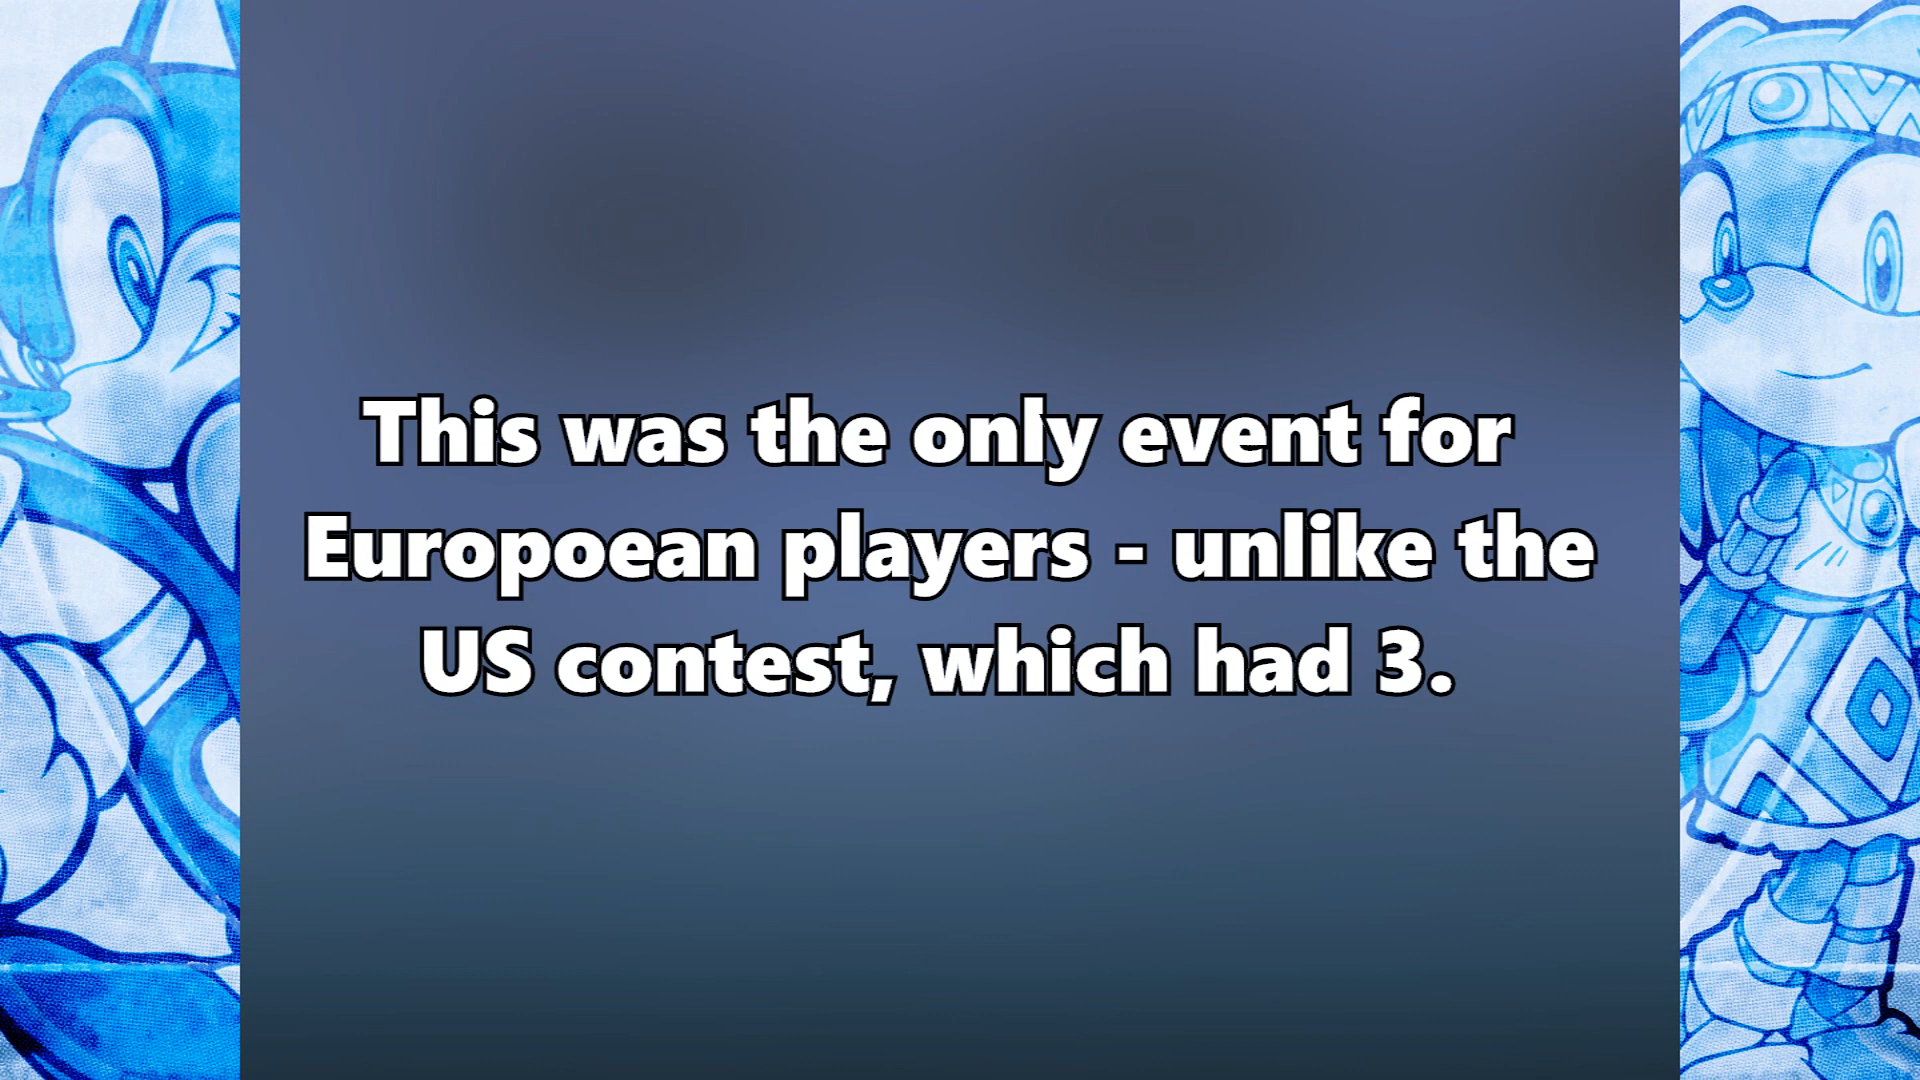 This was the only event for
Europoean players - unlike the
US contest, which had 3.